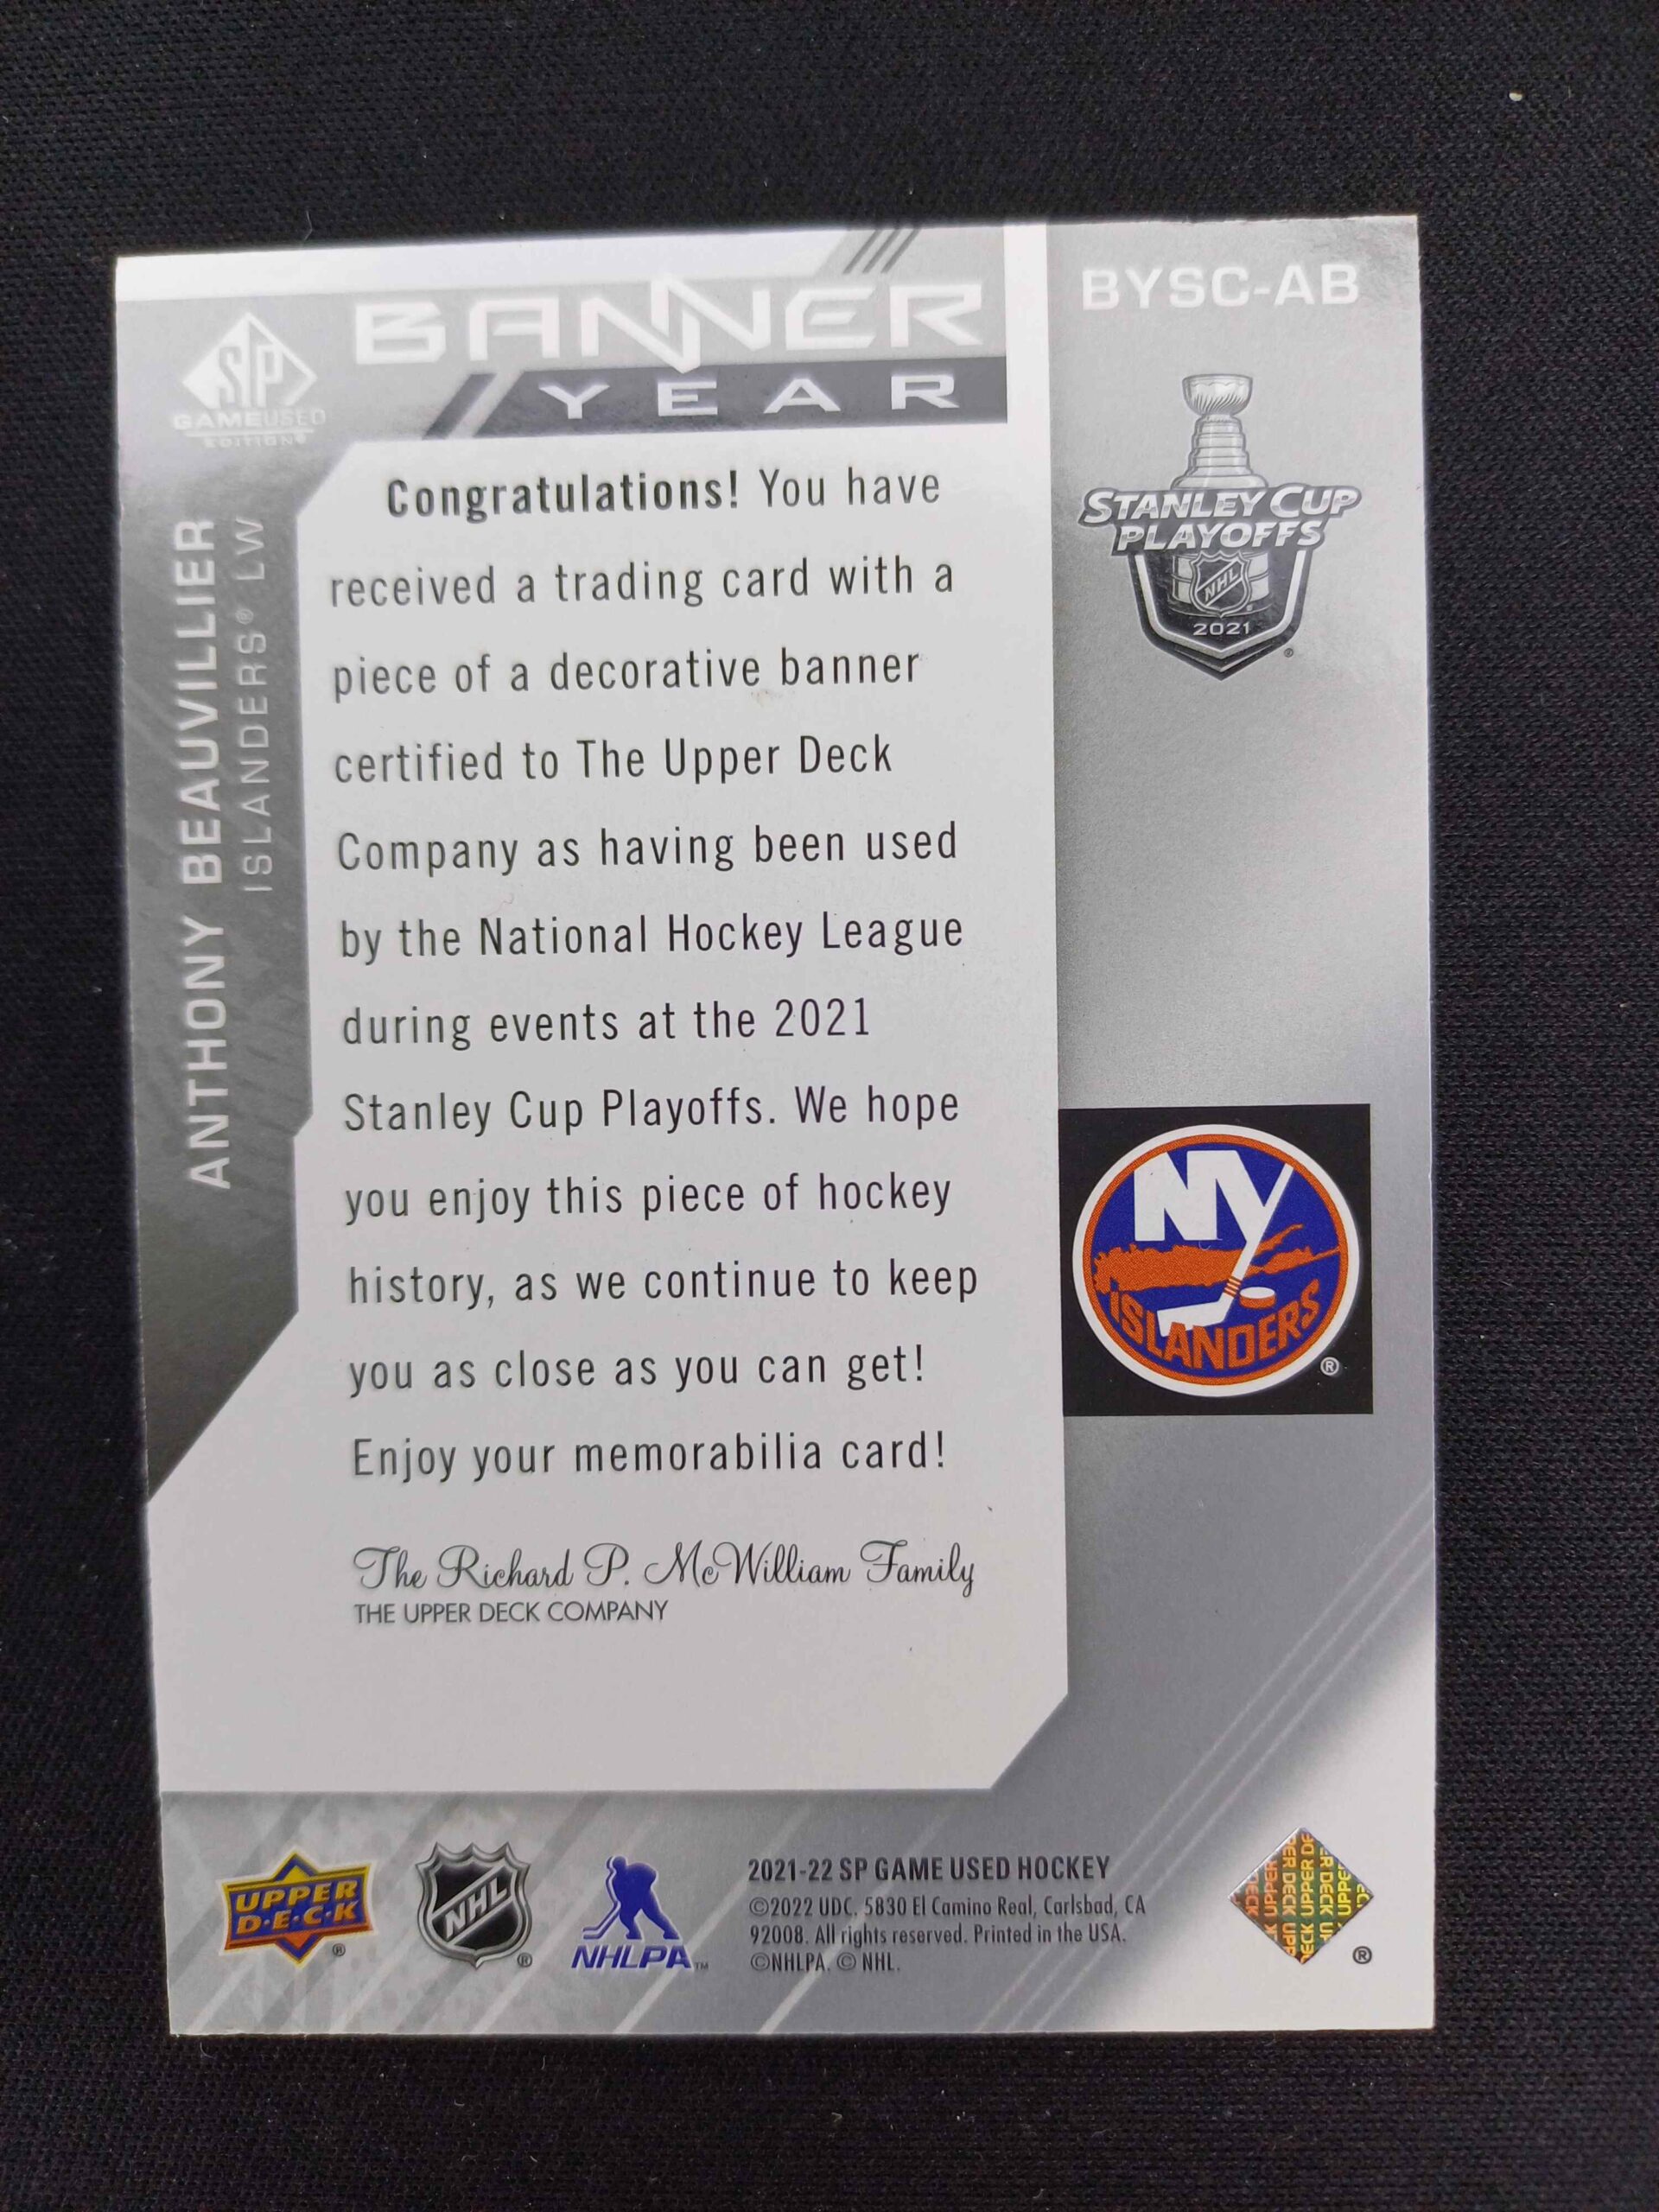 BANNER
YEAR
SP
GAME USED
EDITION®
BYSC-AB
STANLEY CUP
PLAYOFFS
NHL
2021
®
ANTHONY BEAUVILLIER
ISLANDERS® LW
Congratulations! You have
received a trading card with a
piece of a decorative banner
certified to The Upper Deck
Company as having been used
by the National Hockey League
during events at the 2021
Stanley Cup Playoffs. We hope
you enjoy this piece of hockey
history, as we continue to keep
you as close as you can get!
Enjoy your memorabilia card!
The Richard P. McWilliam Family
THE UPPER DECK COMPANY
NY
ISLANDERS
®
UPPER
D·E·C·K
®
NHL
®
NHLPA™
2021-22 SP GAME USED HOCKEY
©2022 UDC. 5830 El Camino Real, Carlsbad, CA
92008. All rights reserved. Printed in the USA.
©NHLPA. © NHL.
®